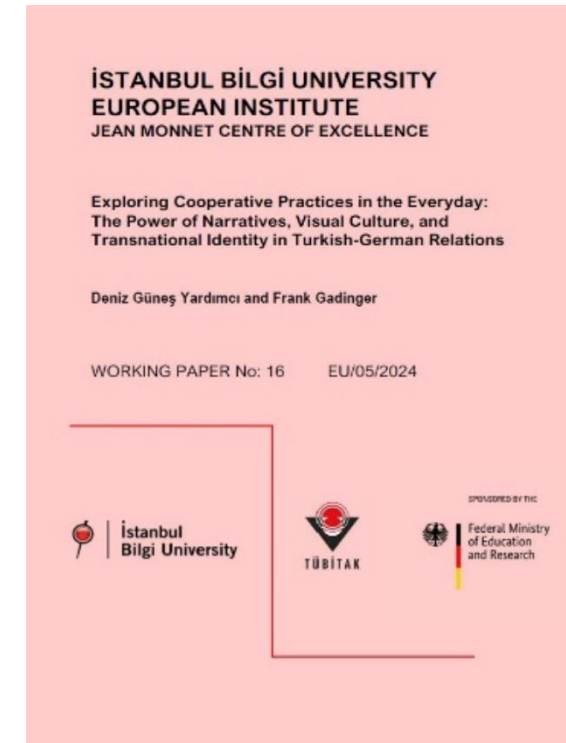 İSTANBUL BİLGİ UNIVERSITY
EUROPEAN INSTITUTE
JEAN MONNET CENTRE OF EXCELLENCE
Exploring Cooperative Practices in the Everyday:
The Power of Narratives, Visual Culture, and
Transnational Identity in Turkish-German Relations
Deniz Güneş Yardımcı and Frank Gadinger
WORKING PAPER No: 16 EU/05/2024
İstanbul
Bilgi University
TÜBİTAK
SPONSORED BY THE
Federal Ministry
of Education
and Research